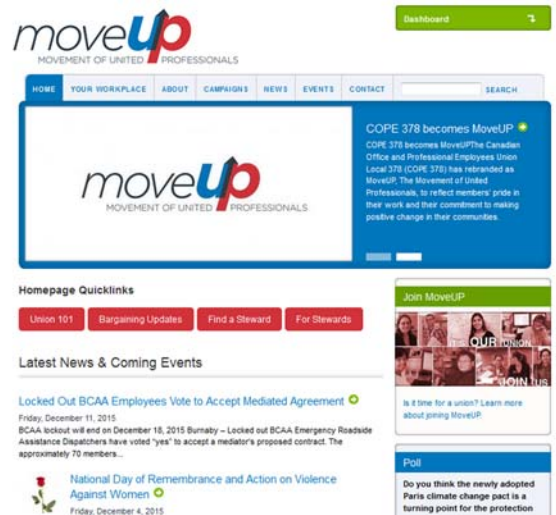 moveUP
MOVEMENT OF UNITED PROFESSIONALS
Dashboard
HOME YOUR WORKPLACE ABOUT CAMPAIGNS NEWS EVENTS CONTACT SEARCH
moveUP
MOVEMENT OF UNITED PROFESSIONALS
COPE 378 becomes MoveUP
COPE 378 becomes MoveUPThe Canadian
Office and Professional Employees Union
Local 378 (COPE 378) has rebranded as
MoveUP, The Movement of United
Professionals, to reflect members' pride in
their work and their commitment to making
positive change in their communities.
Homepage Quicklinks
Union 101 Bargaining Updates Find a Steward For Stewards
Latest News & Coming Events
Locked Out BCAA Employees Vote to Accept Mediated Agreement
Friday, December 11, 2015
BCAA lockout will end on December 18, 2015 Burnaby – Locked out BCAA Emergency Roadside
Assistance Dispatchers have voted "yes" to accept a mediator's proposed contract. The
approximately 70 members...
National Day of Remembrance and Action on Violence
Against Women
Friday, December 4, 2015
Join MoveUP
IT'S OUR UNION
JOIN US
Is it time for a union? Learn more
about joining MoveUP.
Poll
Do you think the newly adopted
Paris climate change pact is a
turning point for the protection